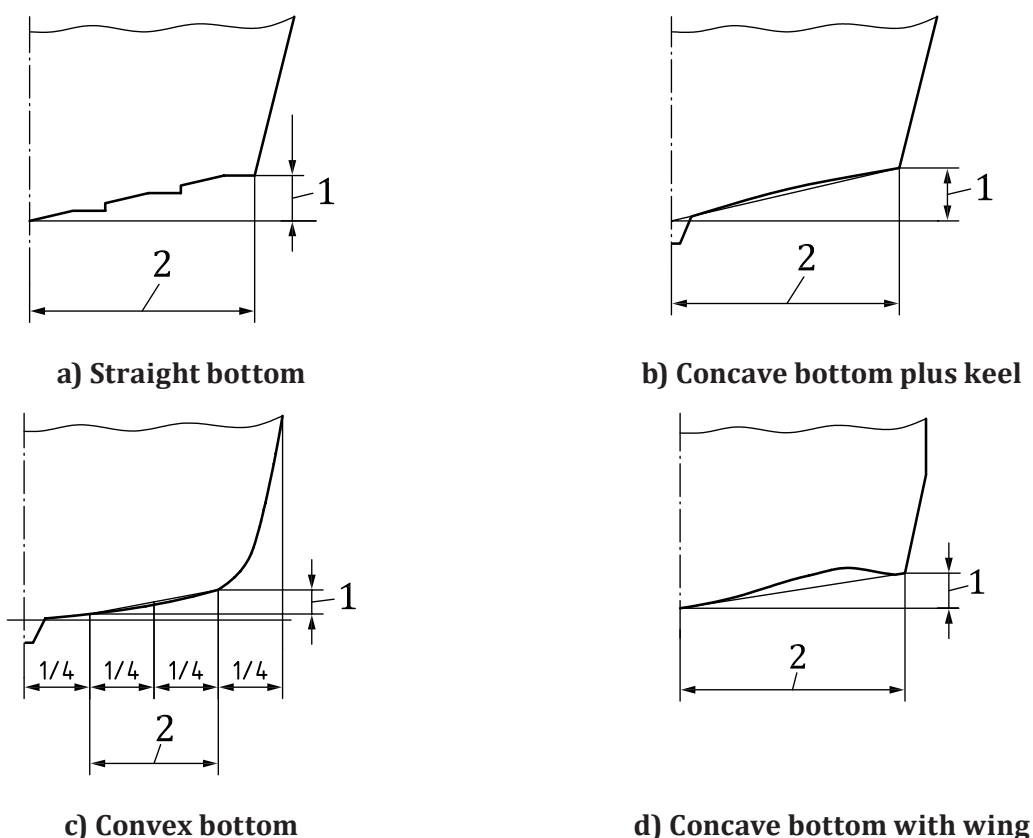 1
2
a) Straight bottom
1
2
b) Concave bottom plus keel
1
1/4 1/4 1/4 1/4
2
c) Convex bottom
1
2
d) Concave bottom with wing